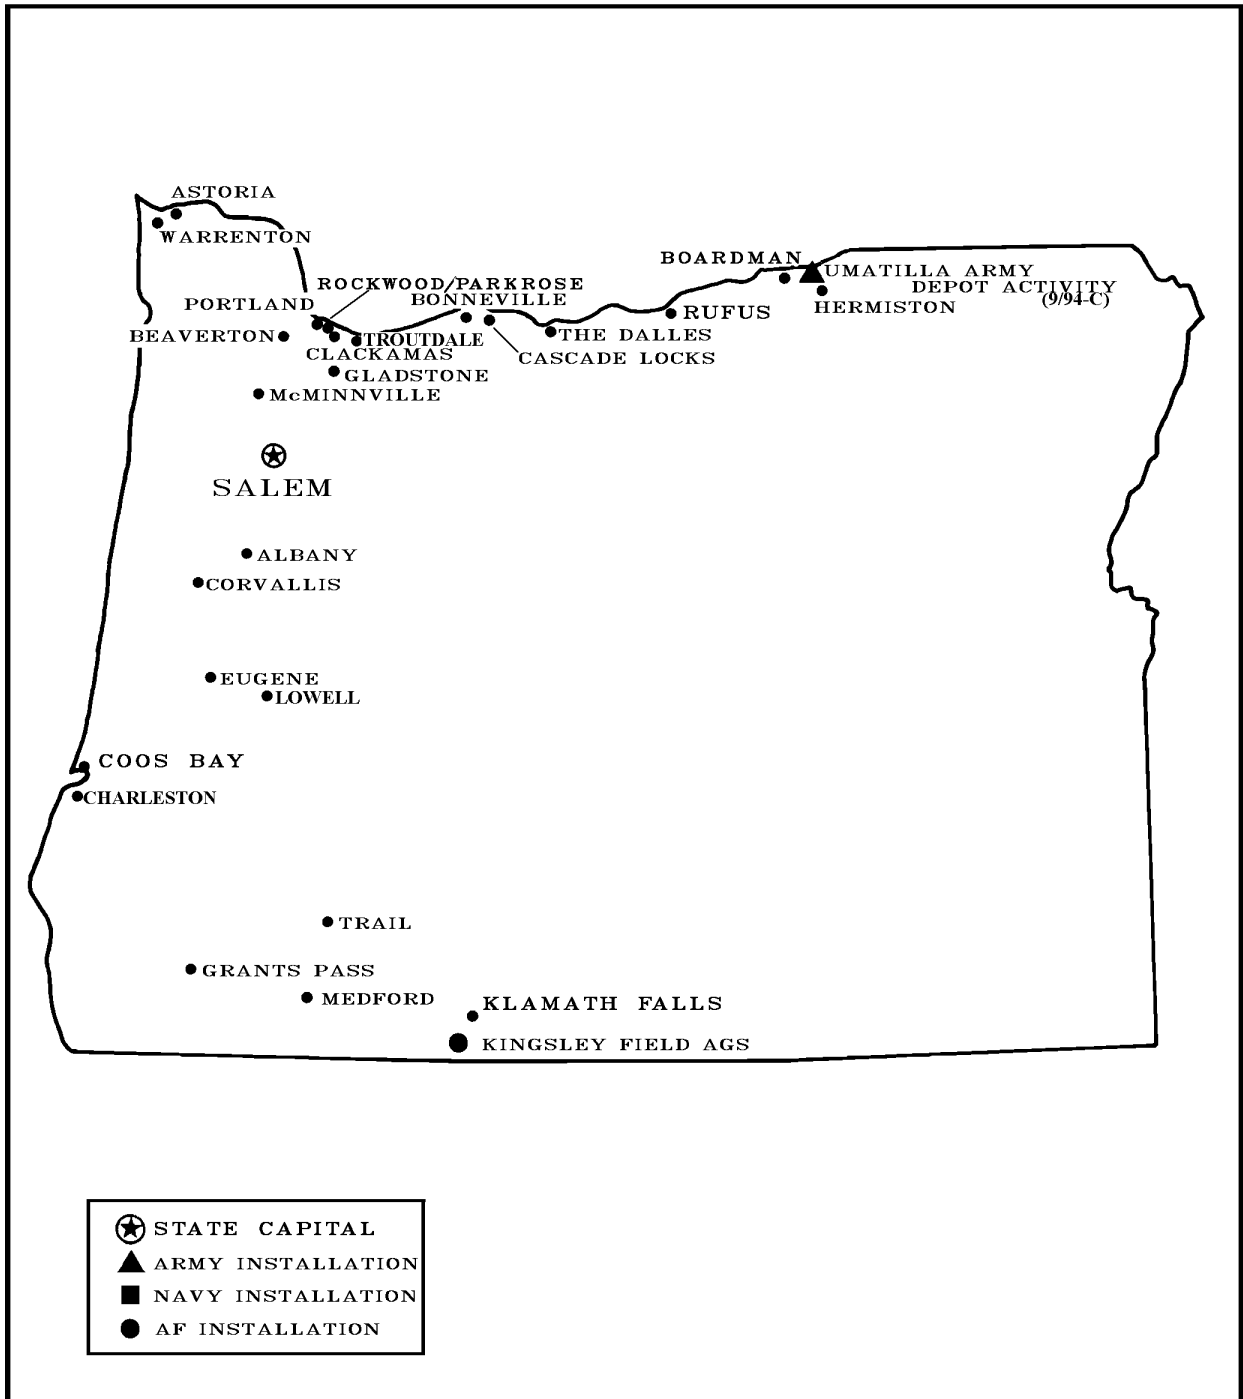 ASTORIA
WARRENTON
BOARDMAN
UMATILLA ARMY
DEPOT ACTIVITY
(9/94-C)
HERMISTON
ROCKWOOD/PARKROSE
BONNEVILLE
PORTLAND
RUFUS
BEAVERTON
TROUTDALE
THE DALLES
CLACKAMAS
CASCADE LOCKS
GLADSTONE
McMINNVILLE
SALEM
ALBANY
CORVALLIS
EUGENE
LOWELL
COOS BAY
CHARLESTON
TRAIL
GRANTS PASS
MEDFORD
KLAMATH FALLS
KINGSLEY FIELD AGS
STATE CAPITAL
ARMY INSTALLATION
NAVY INSTALLATION
AF INSTALLATION